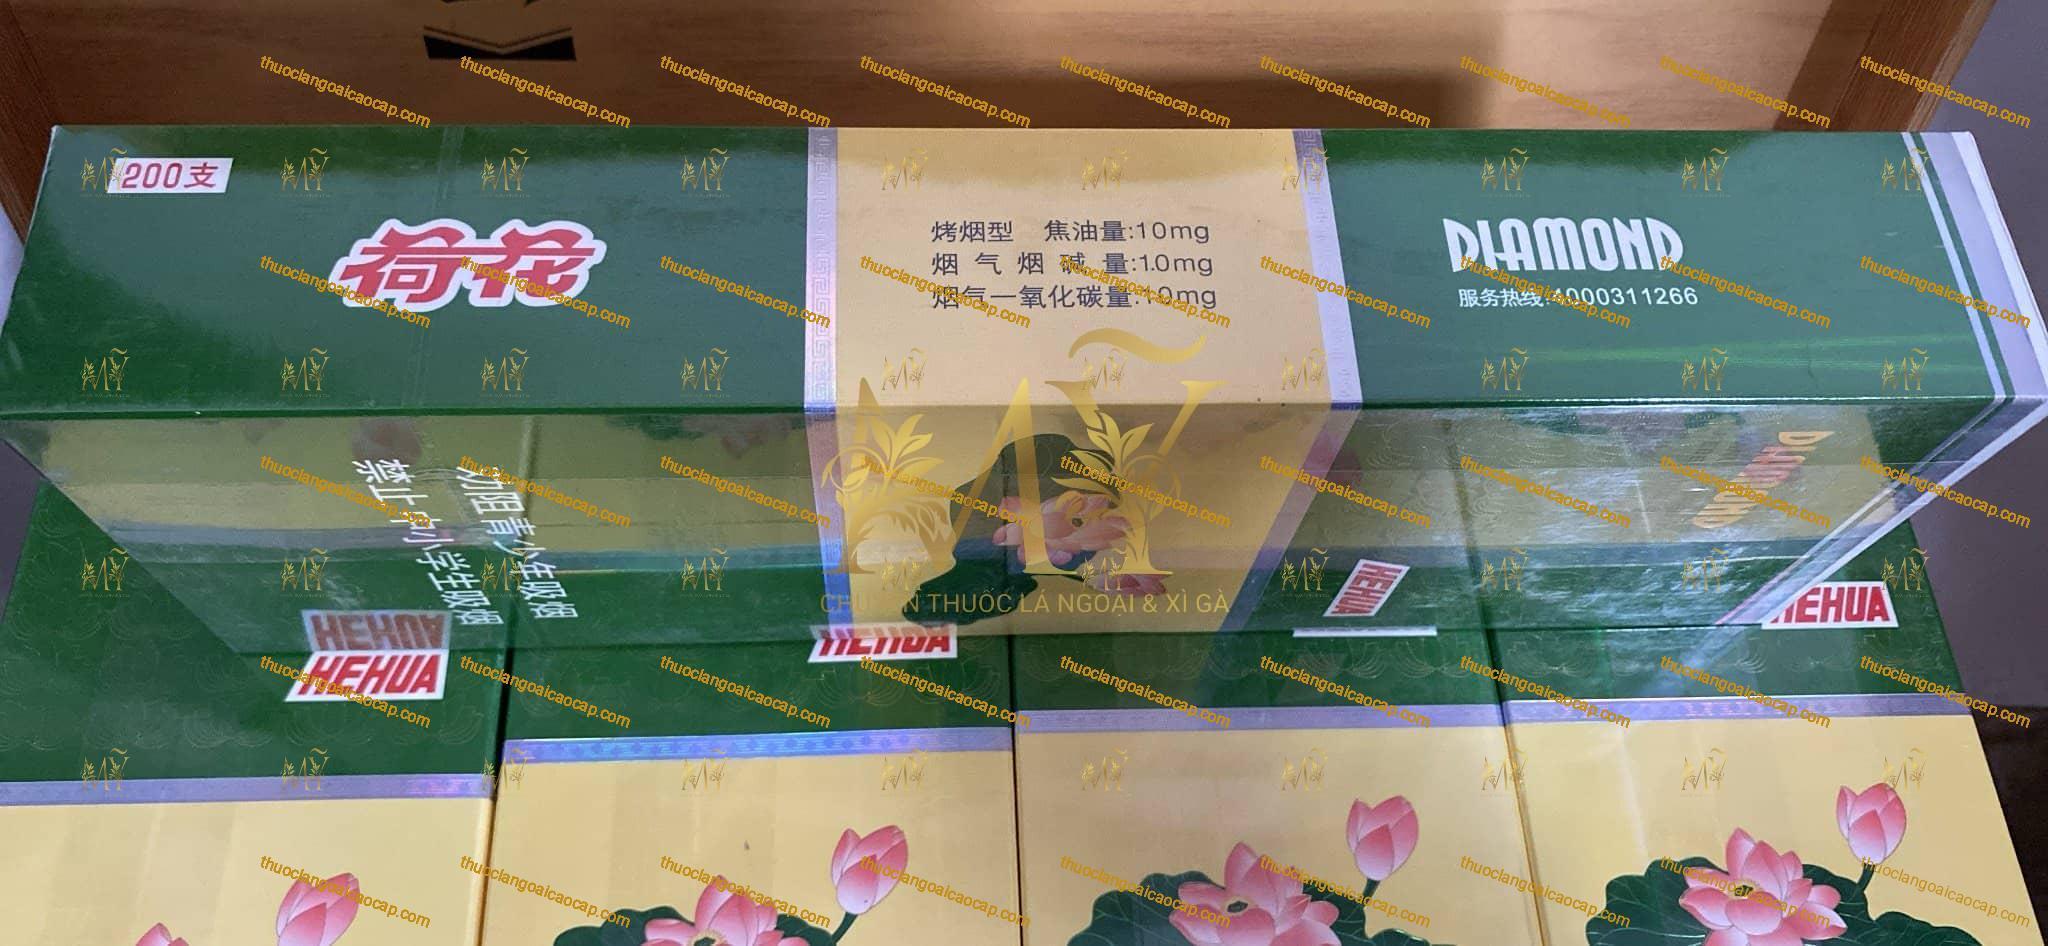 200支
荷花
烤烟型 焦油量:10mg
烟气烟碱量:1.0mg
烟气一氧化碳量:10mg
DIAMOND
服务热线:4000311266
劝阻青少年吸烟
禁止中小学生吸烟
DIAMOND
HEHUA
HEHUA
HEHUA
HEHUA
MỸ
CHUYÊN THUỐC LÁ NGOẠI & XÌ GÀ
thuoclangoaicaocap.com